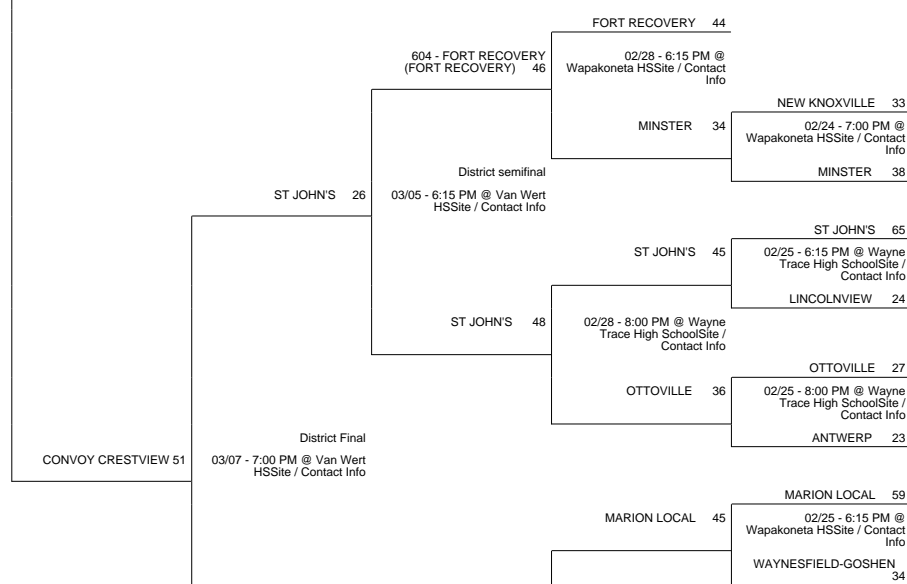 FORT RECOVERY 44
604 - FORT RECOVERY
(FORT RECOVERY) 46
02/28 - 6:15 PM @
Wapakoneta HSSite / Contact
Info
NEW KNOXVILLE 33
MINSTER 34
02/24 - 7:00 PM @
Wapakoneta HSSite / Contact
Info
MINSTER 38
District semifinal
ST JOHN'S 26
03/05 - 6:15 PM @ Van Wert
HSSite / Contact Info
ST JOHN'S 65
ST JOHN'S 45
02/25 - 6:15 PM @ Wayne
Trace High SchoolSite /
Contact Info
LINCOLNVIEW 24
ST JOHN'S 48
02/28 - 8:00 PM @ Wayne
Trace High SchoolSite /
Contact Info
OTTOVILLE 27
OTTOVILLE 36
02/25 - 8:00 PM @ Wayne
Trace High SchoolSite /
Contact Info
ANTWERP 23
District Final
CONVOY CRESTVIEW 51
03/07 - 7:00 PM @ Van Wert
HSSite / Contact Info
MARION LOCAL 59
MARION LOCAL 45
02/25 - 6:15 PM @
Wapakoneta HSSite / Contact
Info
WAYNESFIELD-GOSHEN
34